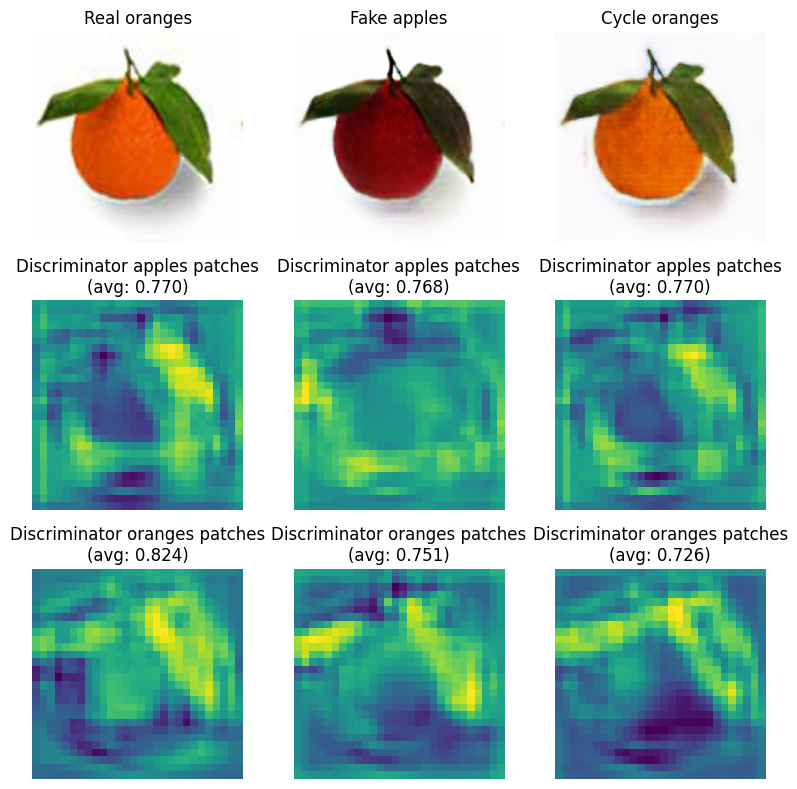 Real oranges
Fake apples
Cycle oranges
Discriminator apples patches
(avg: 0.770)
Discriminator apples patches
(avg: 0.768)
Discriminator apples patches
(avg: 0.770)
Discriminator oranges patches
(avg: 0.824)
Discriminator oranges patches
(avg: 0.751)
Discriminator oranges patches
(avg: 0.726)